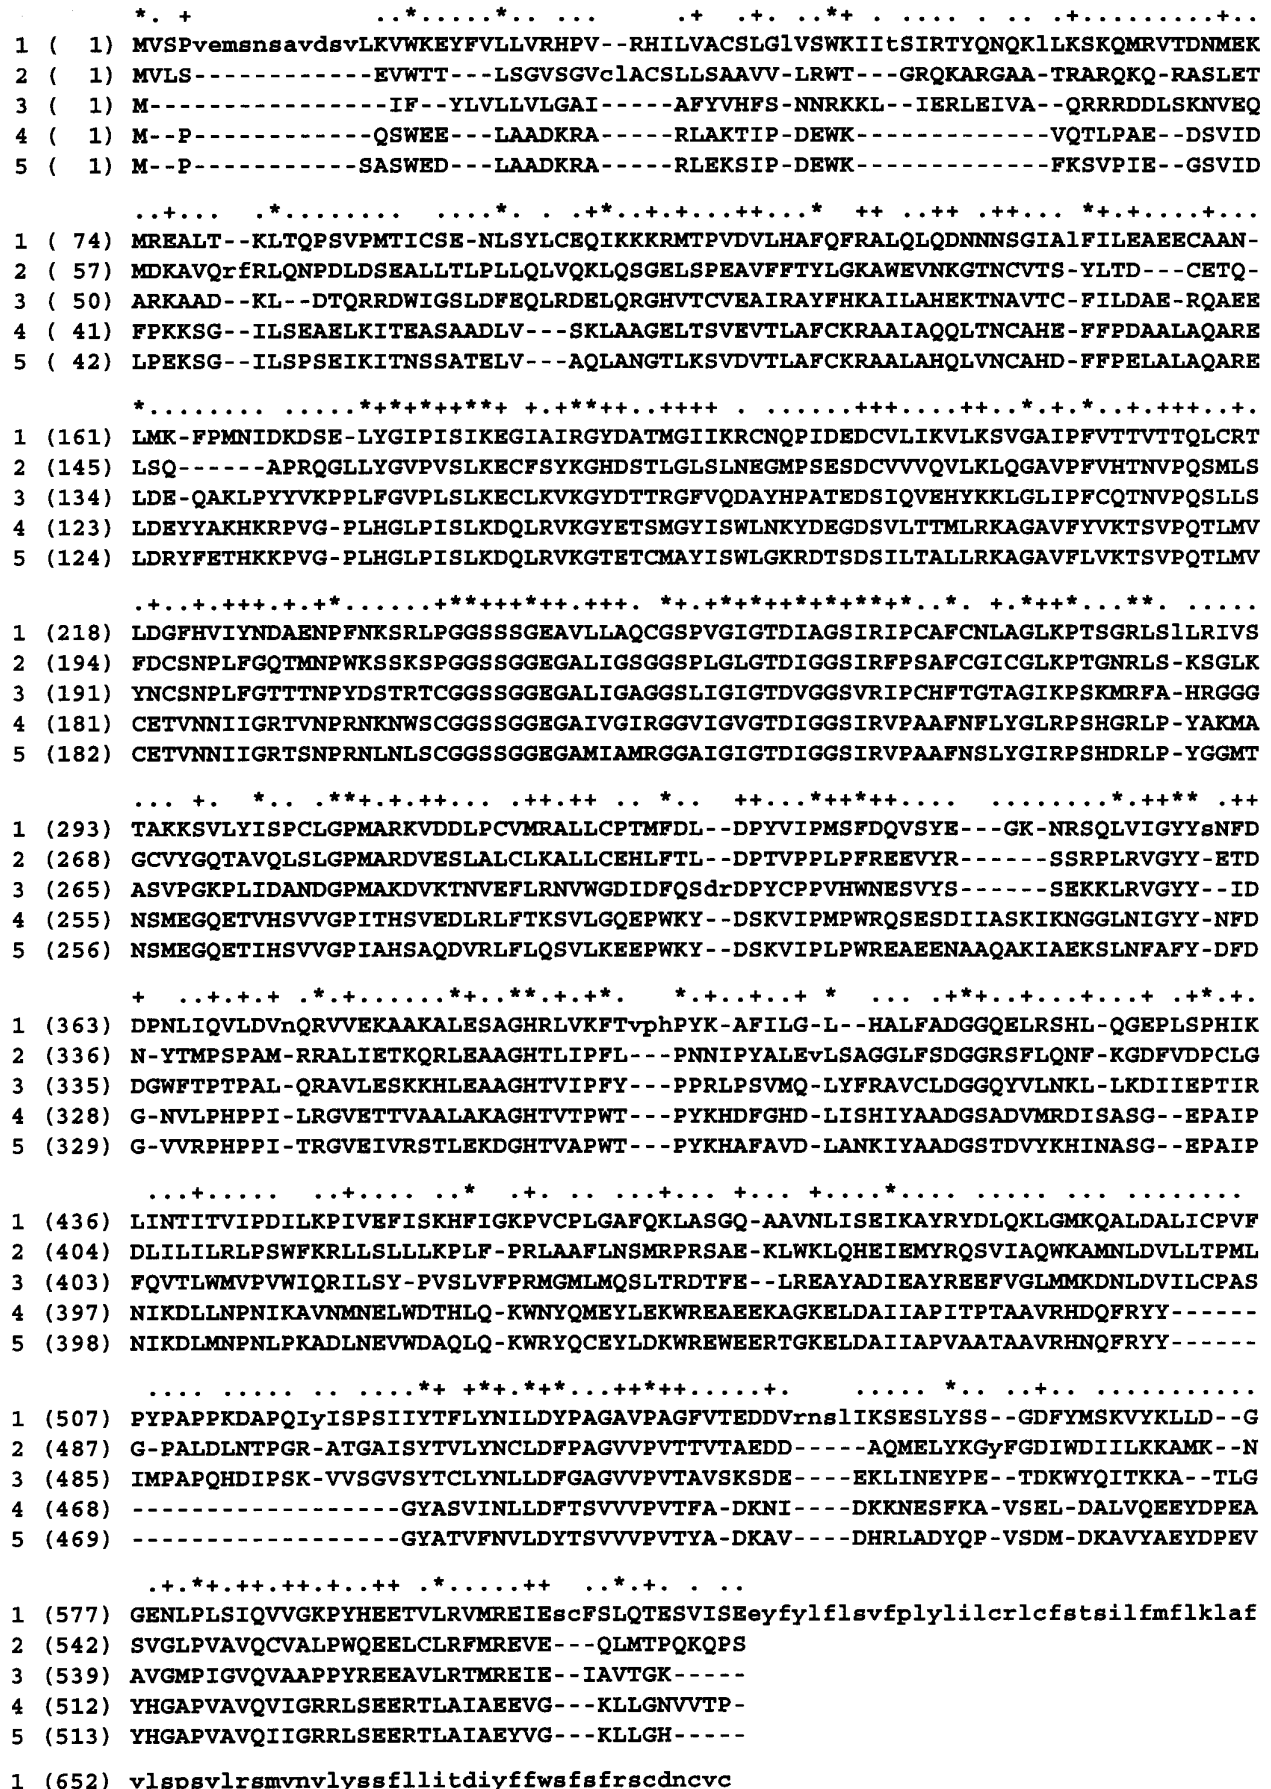 *. +                ..*.....*.. ...       .+ .+. ..*+ .... . .. ..+.........+..
1 ( 1) MVSPvemsnsavdsvLKVWKEYFVLLVRHPV--RHILVACSLGlVSWKIItSIRTYQNQKlLKSKQMRVTDNMEK
2 ( 1) MVLS------------EVWTT---LSGVSGVclACSLLSAAVV-LRWT---GRQKARGAA-TRARQKQ-RASLET
3 ( 1) M----------------IF--YLVLLVLGAI-----AFYVHFS-NNRKKL--IERLEIVA--QRRRDDLSKNVEQ
4 ( 1) M--P------------QSWEE---LAADKRA-----RLAKTIP-DEWK-------------VQTLPAE--DSVID
5 ( 1) M--P-----------SASWED---LAADKRA-----RLEKSIP-DEWK-------------FKSVPIE--GSVID
..+... .*........ ....*. . .+*..+.+...++...* ++ ..++ .++... *+.+....+...
1 ( 74) MREALT--KLTQPSVPMTICSE-NLSYLCEQIKKKRMTPVDVLHAFQFRALQLQDNNNSGIAlFILEAEECAAN-
2 ( 57) MDKAVQrfRLQNPDLDSEALLTLPLLQLVQKLQSGELSPEAVFFTYLGKAWEVNKGTNCVTS-YLTD---CETQ-
3 ( 50) ARKAAD--KL--DTQRRDWIGSLDFEQLRDELQRGHVTCVEAIRAYFHKAILAHEKTNAVTC-FILDAE-RQAEE
4 ( 41) FPKKSG--ILSEAELKITEASAADLV---SKLAAGELTSVEVTLAFCKRAAIAQQLTNCAHE-FFPDAALAQARE
5 ( 42) LPEKSG--ILSPSEIKITNSSATELV---AQLANGTLKSVDVTLAFCKRAALAHQLVNCAHD-FFPELALAQARE
*........ .....*+*+*++**+ +.+**++..++++ . ......+++....++..*.+.*..+.+++..+.
1 (161) LMK-FPMNIDKDSE-LYGIPISIKEGIAIRGYDATMGIIKRCNQPIDEDCVLIKVLKSVGAIPFVTTVTTQLCRT
2 (145) LSQ------APRQGLLYGVPVSLKECFSYKGHDSTLGLSLNEGMPSESDCVVVQVLKLQGAVPFVHTNVPQSMLS
3 (134) LDE-QAKLPYYVKPPLFGVPLSLKECLKVKGYDTTRGFVQDAYHPATEDSIQVEHYKKLGLIPFCQTNVPQSLLS
4 (123) LDEYYAKHKRPVG-PLHGLPISLKDQLRVKGYETSMGYISWLNKYDEGDSVLTTMLRKAGAVFYVKTSVPQTLMV
5 (124) LDRYFETHKKPVG-PLHGLPISLKDQLRVKGTETCMAYISWLGKRDTSDSILTALLRKAGAVFLVKTSVPQTLMV
.+..+.+++.+.+*......+**+++*++.+++. *+.+*++*++*+*+**+*..*. +.*++*...**. .....
1 (218) LDGFHVIYNDAENPFNKSRLPGGSSSGEAVLLAQCGSPVGIGTDIAGSIRIPCAFCNLAGLKPTSGRLSlLRIVS
2 (194) FDCSNPLFGQTMNPWKSSKSPGGSSGGEGALIGSGGSPLGLGTDIGGSIRFPSAFCGICGLKPTGNRLS-KSGLK
3 (191) YNCSNPLFGTTTNPYDSTRTCGGSSGGEGALIGAGGSLIGIGTDVGGSVRIPCHFTGTAGIKPSKMRFA-HRGGG
4 (181) CETVNNIIGRTVNPRNKNWSCGGSSGGEGAIVGIRGGVIGVGTDIGGSIRVPAAFNFLYGLRPSHGRLP-YAKMA
5 (182) CETVNNIIGRTSNPRNLNLSCGGSSGGEGAMIAMRGGAIGIGTDIGGSIRVPAAFNSLYGIRPSHDRLP-YGGMT
... +. *.. .**+.+.++... .++.++ .. *.. ++...*++*++.... ........*.++** .++
1 (293) TAKKSVLYISPCLGPMARKVDDLPCVMRALLCPTMFDL--DPYVIPMSFDQVSYE---GK-NRSQLVIGYYsNFD
2 (268) GCVYGQTAVQLSLGPMARDVESLALCLKALLCEHLFTL--DPTVPPLPFREEVYR------SSRPLRVGYY-ETD
3 (265) ASVPGKPLIDANDGPMAKDVKTNVEFLRNVWGDIDFQSdrDPYCPPVHWNESVYS------SEKKLRVGYY--ID
4 (255) NSMEGQETVHSVVGPITHSVEDLRLFTKSVLGQEPWKY--DSKVIPMPWRQSESDIIASKIKNGGLNIGYY-NFD
5 (256) NSMEGQETIHSVVGPIAHSAQDVRLFLQSVLKEEPWKY--DSKVIPLPWREAEENAAQAKIAEKSLNFAFY-DFD
+ ..+.+.+ .*.+......*+..**.+.+*. *.+..+..+ * ... .+*+..+.+...+ .+*.+.
1 (363) DPNLIQVLDVnQRVVEKAAKALESAGHRLVKFTvphPYK-AFILG-L--HALFADGGQELRSHL-QGEPLSPHIK
2 (336) N-YTMPSPAM-RRALIETKQRLEAAGHTLIPFL---PNNIPYALEvLSAGGLFSDGGRSFLQNF-KGDFVDPCLG
3 (335) DGWFTPTPAL-QRAVLESKKHLEAAGHTVIPFY---PPRLPSVMQ-LYFRAVCLDGGQYVLNKL-LKDIIEPTIR
4 (328) G-NVLPHPPI-LRGVETTVAALAKAGHTVTPWT---PYKHDFGHD-LISHIYAADGSADVMRDISASG--EPAIP
5 (329) G-VVRPHPPI-TRGVEIVRSTLEKDGHTVAPWT---PYKHAFAVD-LANKIYAADGSTDVYKHINASG--EPAIP
...+..... ..+.... ..* .+. .. ...+... +... +....*.... ..... .... .......
1 (436) LINTITVIPDILKPIVEFISKHFIGKPVCPLGAFQKLASGQ-AAVNLISEIKAYRYDLQKLGMKQALDALICPVF
2 (404) DLILILRLPSWFKRLLSLLLKPLF-PRLAAFLNSMRPRSAE-KLWKLQHEIEMYRQSVIAQWKAMNLDVLLTPML
3 (403) FQVTLWMVPVWIQRILSY-PVSLVFPRMGMLMQSLTRDTFE--LREAYADIEAYREEFVGLMMKDNLDVILCPAS
4 (397) NIKDLLNPNIKAVNMNELWDTHLQ-KWNYQMEYLEKWREAEEKAGKELDAIIAPITPTAAVRHDQFRYY------
5 (398) NIKDLMNPNLPKADLNEVWDAQLQ-KWRYQCEYLDKWREWEERTGKELDAIIAPVAATAAVRHNQFRYY------
.... ..... .. ....*+ +*+.*+*...++*++.....+. ..... *.. ..+.. ...........
1 (507) PYPAPPKDAPQIyISPSIIYTFLYNILDYPAGAVPAGFVTEDDVrnslIKSESLYSS--GDFYMSKVYKLLD--G
2 (487) G-PALDLNTPGR-ATGAISYTVLYNCLDFPAGVVPVTTVTAEDD-----AQMELYKGyFGDIWDIILKKAMK--N
3 (485) IMPAPQHDIPSK-VVSGVSYTCLYNLLDFGAGVVPVTAVSKSDE----EKLINEYPE--TDKWYQITKKA--TLG
4 (468) ------------------GYASVINLLDFTSVVVPVTFA-DKNI----DKKNESFKA-VSEL-DALVQEEYDPEA
5 (469) ------------------GYATVFNVLDYTSVVVPVTYA-DKAV----DHRLADYQP-VSDM-DKAVYAEYDPEV
.+.*+.++.++.+..++ .*.....++ ..*.+. . ..
1 (577) GENLPLSIQVVGKPYHEETVLRVMREIEscFSLQTESVISEeyfylflsvfplylilcrlcfstsilfmflklaf
2 (542) SVGLPVAVQCVALPWQEELCLRFMREVE---QLMTPQKQPS
3 (539) AVGMPIGVQVAAPPYREEAVLRTMREIE--IAVTGK-----
4 (512) YHGAPVAVQVIGRRLSEERTLAIAEEVG---KLLGNVVTP-
5 (513) YHGAPVAVQIIGRRLSEERTLAIAEYVG---KLLGH-----
1 (652) vlspsvlrsmvnvlyssfllitdiyffwsfsfrscdncvc